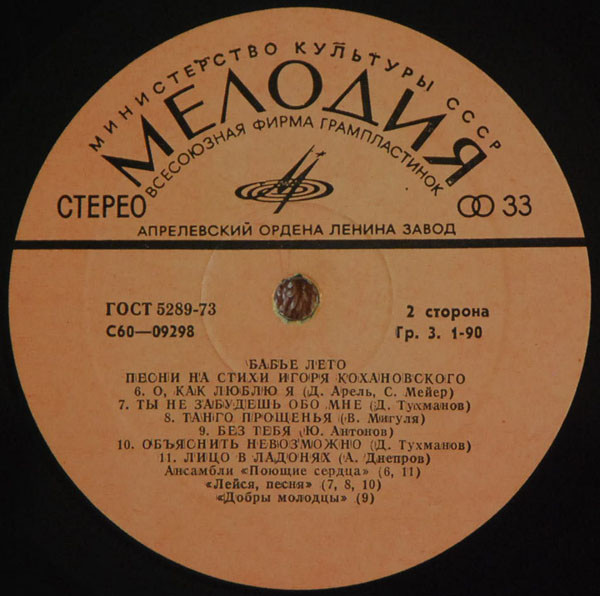 МИНИСТЕРСТВО КУЛЬТУРЫ СССР
МЕЛОДИЯ
ВСЕСОЮЗНАЯ ФИРМА ГРАМПЛАСТИНОК
СТЕРЕО 33
АПРЕЛЕВСКИЙ ОРДЕНА ЛЕНИНА ЗАВОД
ГОСТ 5289-73 2 сторона
С60—09298 Гр. 3. 1-90
БАБЬЕ ЛЕТО
ПЕСНИ НА СТИХИ ИГОРЯ КОХАНОВСКОГО
6. О, КАК ЛЮБЛЮ Я (Д. Арель, С. Мейер)
7. ТЫ НЕ ЗАБУДЕШЬ ОБО МНЕ (Д. Тухманов)
8. ТАНГО ПРОЩЕНЬЯ (В. Мигуля)
9. БЕЗ ТЕБЯ (Ю. Антонов)
10. ОБЪЯСНИТЬ НЕВОЗМОЖНО (Д. Тухманов)
11. ЛИЦО В ЛАДОНЯХ (А. Днепров)
Ансамбли «Поющие сердца» (6, 11)
«Лейся, песня» (7, 8, 10)
«Добры молодцы» (9)